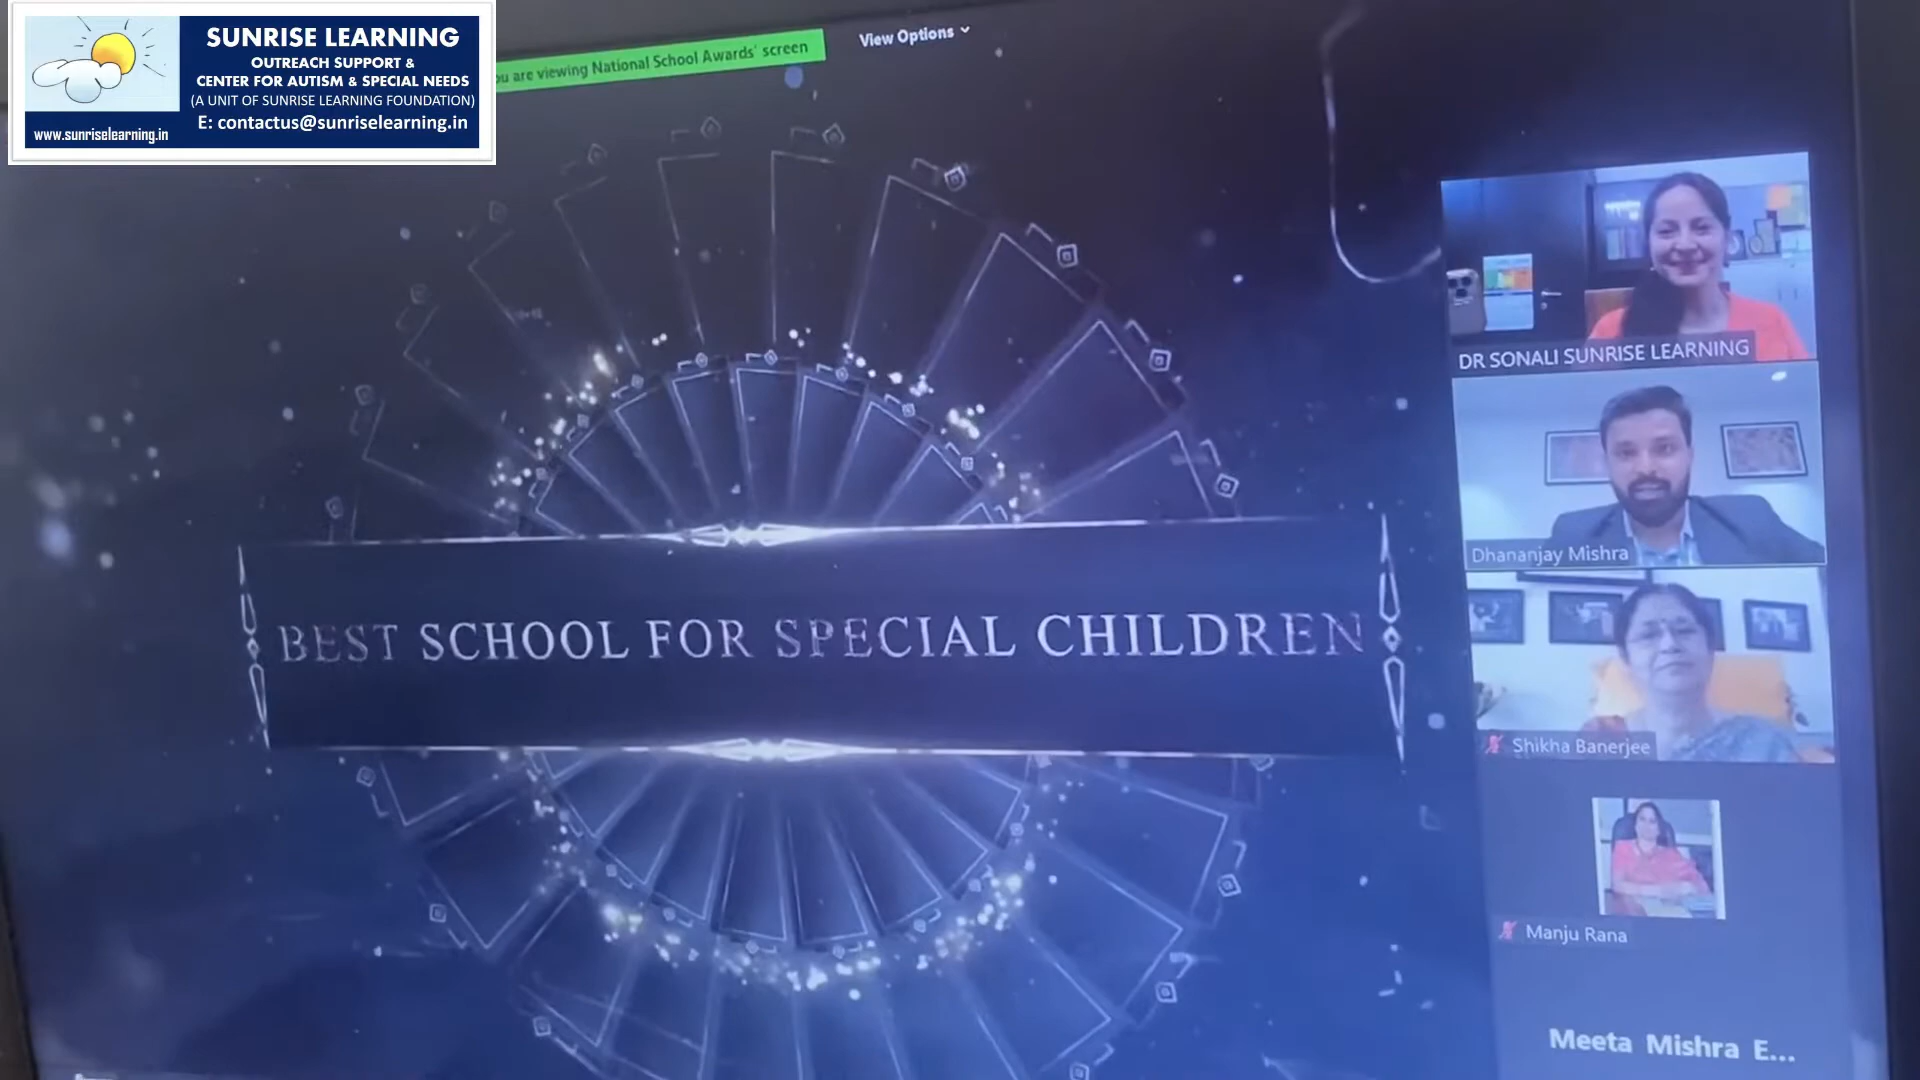 SUNRISE LEARNING
OUTREACH SUPPORT &
CENTER FOR AUTISM & SPECIAL NEEDS
(A UNIT OF SUNRISE LEARNING FOUNDATION)
E: contactus@sunriselearning.in
www.sunriselearning.in
are viewing National School Awards' screen
View Options
DR SONALI SUNRISE LEARNING
Dhananjay Mishra
BEST SCHOOL FOR SPECIAL CHILDREN
Shikha Banerjee
Manju Rana
Meeta Mishra E...